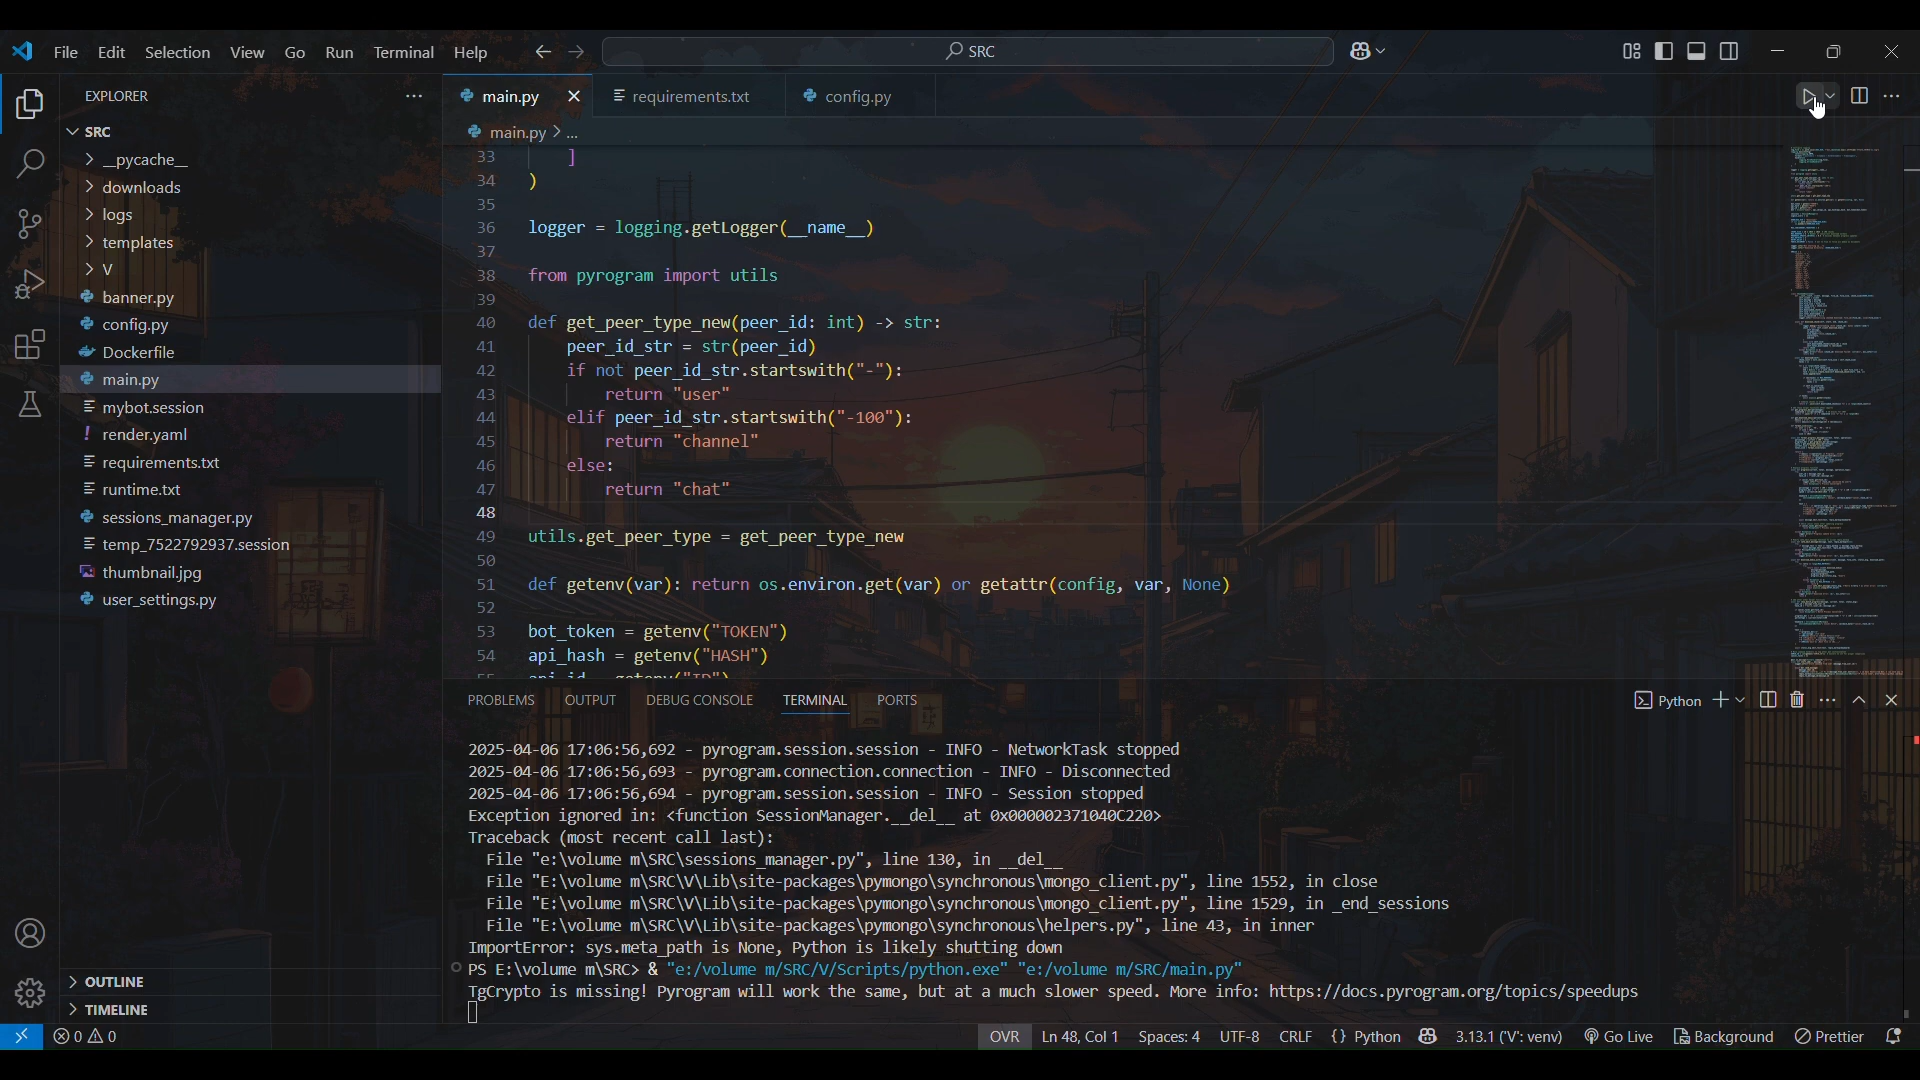 File Edit Selection View Go Run Terminal Help
SRC
EXPLORER
SRC
__pycache__
downloads
logs
templates
V
banner.py
config.py
Dockerfile
main.py
mybot.session
render.yaml
requirements.txt
runtime.txt
sessions_manager.py
temp_7522792937.session
thumbnail.jpg
user_settings.py
OUTLINE
TIMELINE
main.py requirements.txt config.py
main.py > ...
33 ]
34 )
35
36 logger = logging.getLogger(__name__)
37
38 from pyrogram import utils
39
40 def get_peer_type_new(peer_id: int) -> str:
41 peer_id_str = str(peer_id)
42 if not peer_id_str.startswith("-"):
43 return "user"
44 elif peer_id_str.startswith("-100"):
45 return "channel"
46 else:
47 return "chat"
48
49 utils.get_peer_type = get_peer_type_new
50
51 def getenv(var): return os.environ.get(var) or getattr(config, var, None)
52
53 bot_token = getenv("TOKEN")
54 api_hash = getenv("HASH")
PROBLEMS OUTPUT DEBUG CONSOLE TERMINAL PORTS
Python
2025-04-06 17:06:56,692 - pyrogram.session.session - INFO - NetworkTask stopped
2025-04-06 17:06:56,693 - pyrogram.connection.connection - INFO - Disconnected
2025-04-06 17:06:56,694 - pyrogram.session.session - INFO - Session stopped
Exception ignored in: <function SessionManager.__del__ at 0x000002371040C220>
Traceback (most recent call last):
File "e:\volume m\SRC\sessions_manager.py", line 130, in __del__
File "E:\volume m\SRC\V\Lib\site-packages\pymongo\synchronous\mongo_client.py", line 1552, in close
File "E:\volume m\SRC\V\Lib\site-packages\pymongo\synchronous\mongo_client.py", line 1529, in _end_sessions
File "E:\volume m\SRC\V\Lib\site-packages\pymongo\synchronous\helpers.py", line 43, in inner
ImportError: sys.meta_path is None, Python is likely shutting down
PS E:\volume m\SRC> & "e:/volume m/SRC/V/Scripts/python.exe" "e:/volume m/SRC/main.py"
TgCrypto is missing! Pyrogram will work the same, but at a much slower speed. More info: https://docs.pyrogram.org/topics/speedups
0 0
OVR Ln 48, Col 1 Spaces: 4 UTF-8 CRLF {} Python 3.13.1 ('V': venv) Go Live Background Prettier